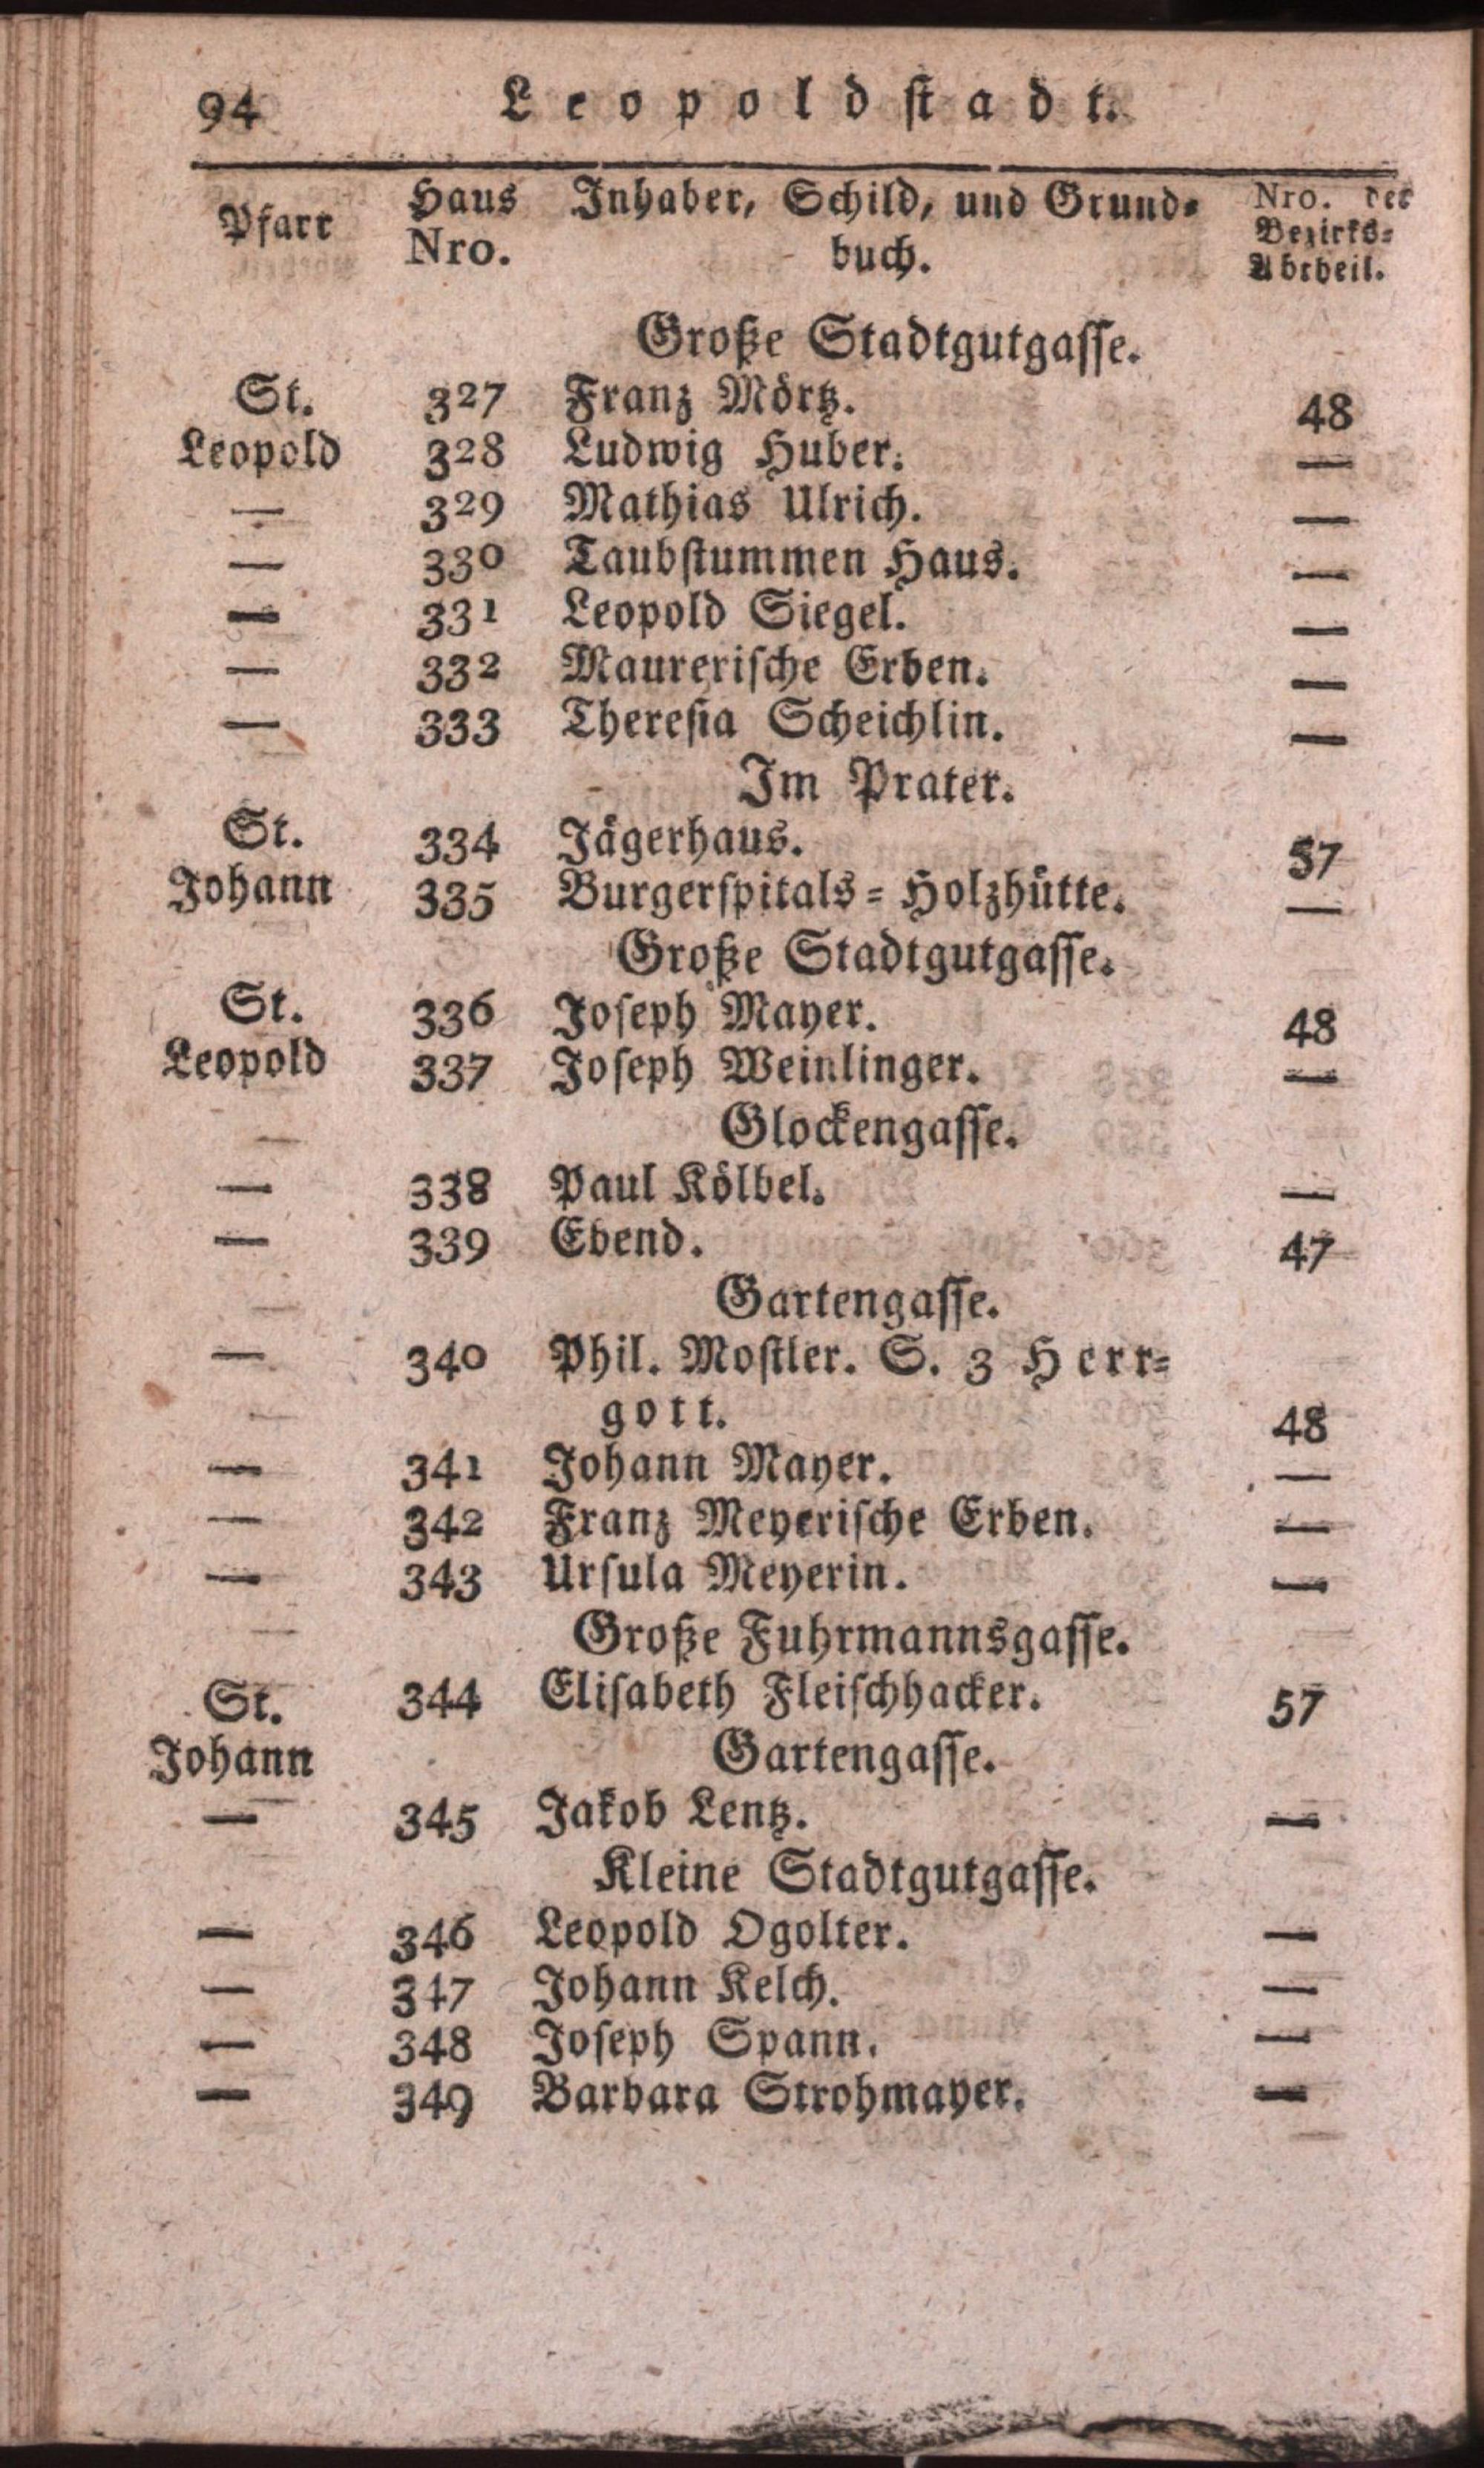 94 Leopoldstadt.
Pfarr Haus Nro. Inhaber, Schild, und Grund- buch. Nro. der Bezirks- Abtheil.
Große Stadtgutgasse.
St. 327 Franz Mörtz. 48
Leopold 328 Ludwig Huber. —
— 329 Mathias Ulrich. —
— 330 Taubstummen Haus. —
— 331 Leopold Siegel. —
— 332 Maurerische Erben. —
— 333 Theresia Scheichlin. —
Im Prater.
St. 334 Jägerhaus. 57
Johann 335 Burgerspitals-Holzhütte. —
Große Stadtgutgasse.
St. 336 Joseph Mayer. 48
Leopold 337 Joseph Weinlinger. —
Glockengasse.
— 338 Paul Kölbel. —
— 339 Ebend. 47
Gartengasse.
— 340 Phil. Mostler. S. 3 Herr-
gott. 48
— 341 Johann Mayer. —
— 342 Franz Meyerische Erben. —
— 343 Ursula Meyerin. —
Große Fuhrmannsgasse.
St. 344 Elisabeth Fleischhacker. 57
Johann Gartengasse.
— 345 Jakob Lentz. —
Kleine Stadtgutgasse.
— 346 Leopold Ogolter. —
— 347 Johann Kelch. —
— 348 Joseph Spann. —
— 349 Barbara Strohmayer. —